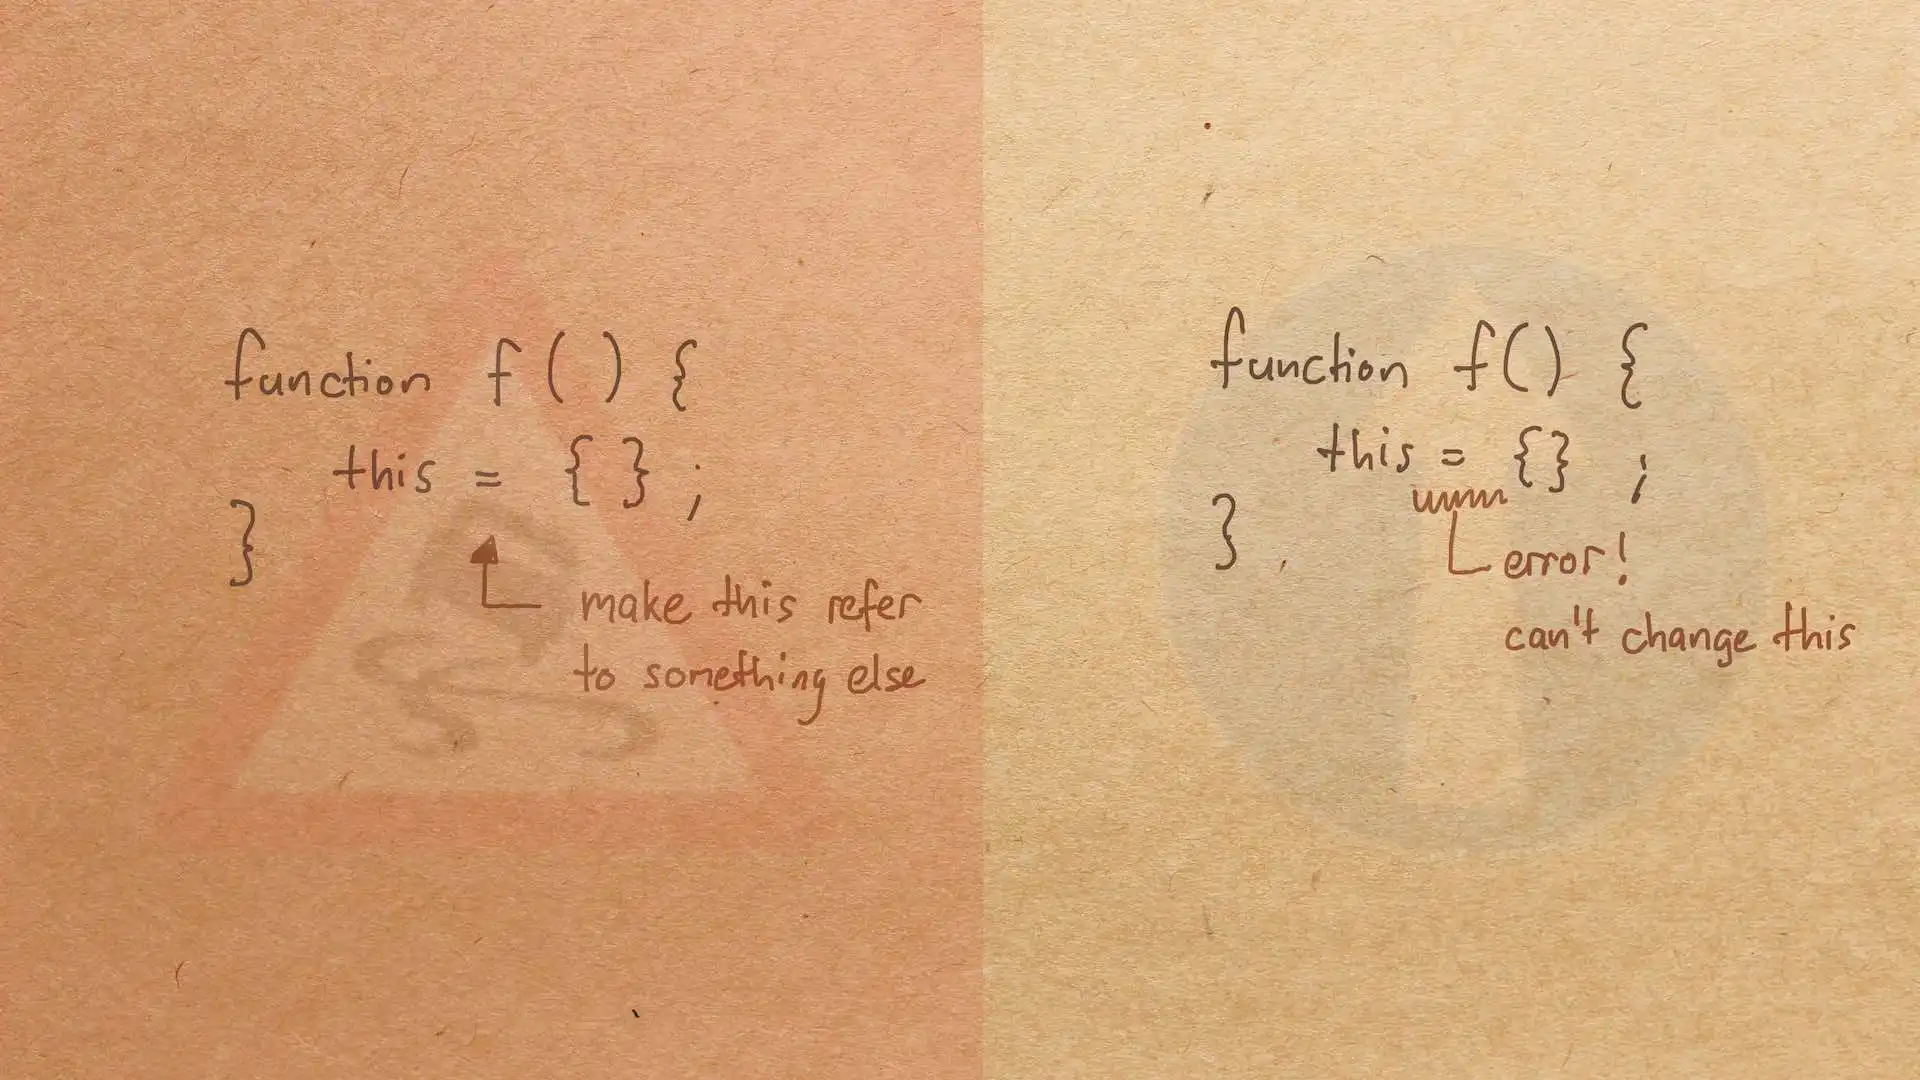 function f() {
this = {};
}
make this refer
to something else
function f() {
this = {} ;
}
error!
can't change this